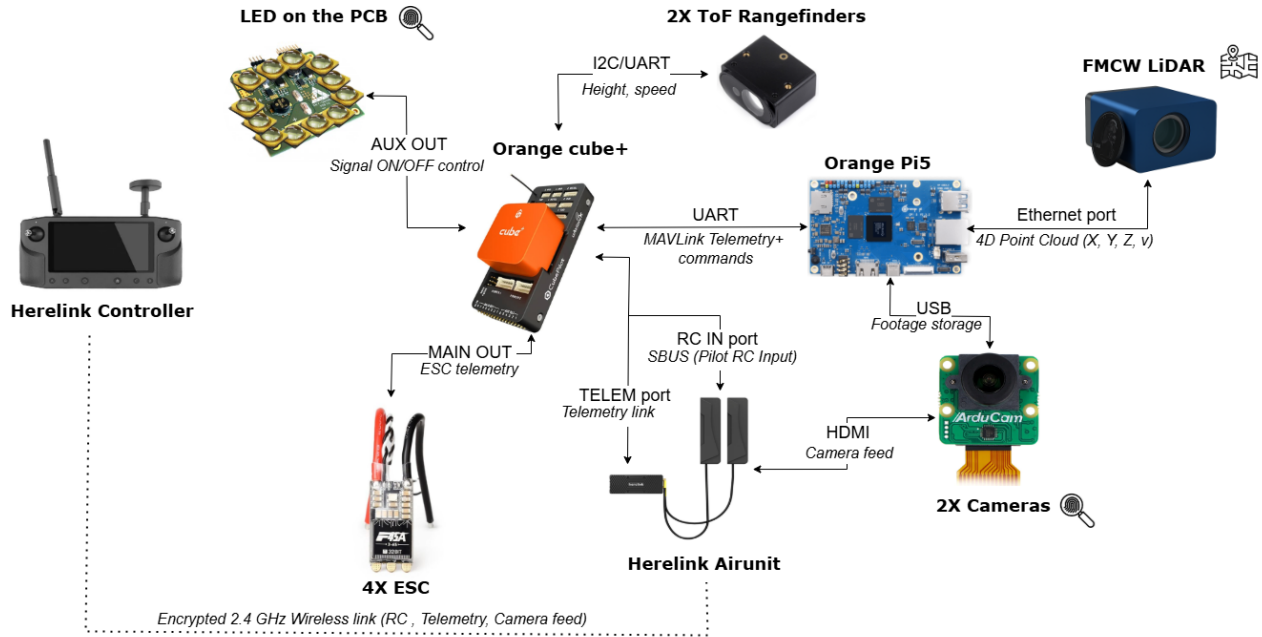 LED on the PCB
2X ToF Rangefinders
FMCW LiDAR
I2C/UART
Height, speed
AUX OUT
Signal ON/OFF control
Orange cube+
Orange Pi5
cube
CubePilot
UART
MAVLink Telemetry+
commands
Ethernet port
4D Point Cloud (X, Y, Z, v)
Herelink Controller
USB
Footage storage
MAIN OUT
ESC telemetry
RC IN port
SBUS (Pilot RC Input)
TELEM port
Telemetry link
HDMI
Camera feed
ArduCam
2X Cameras
Herelink Airunit
4X ESC
Encrypted 2.4 GHz Wireless link (RC , Telemetry, Camera feed)